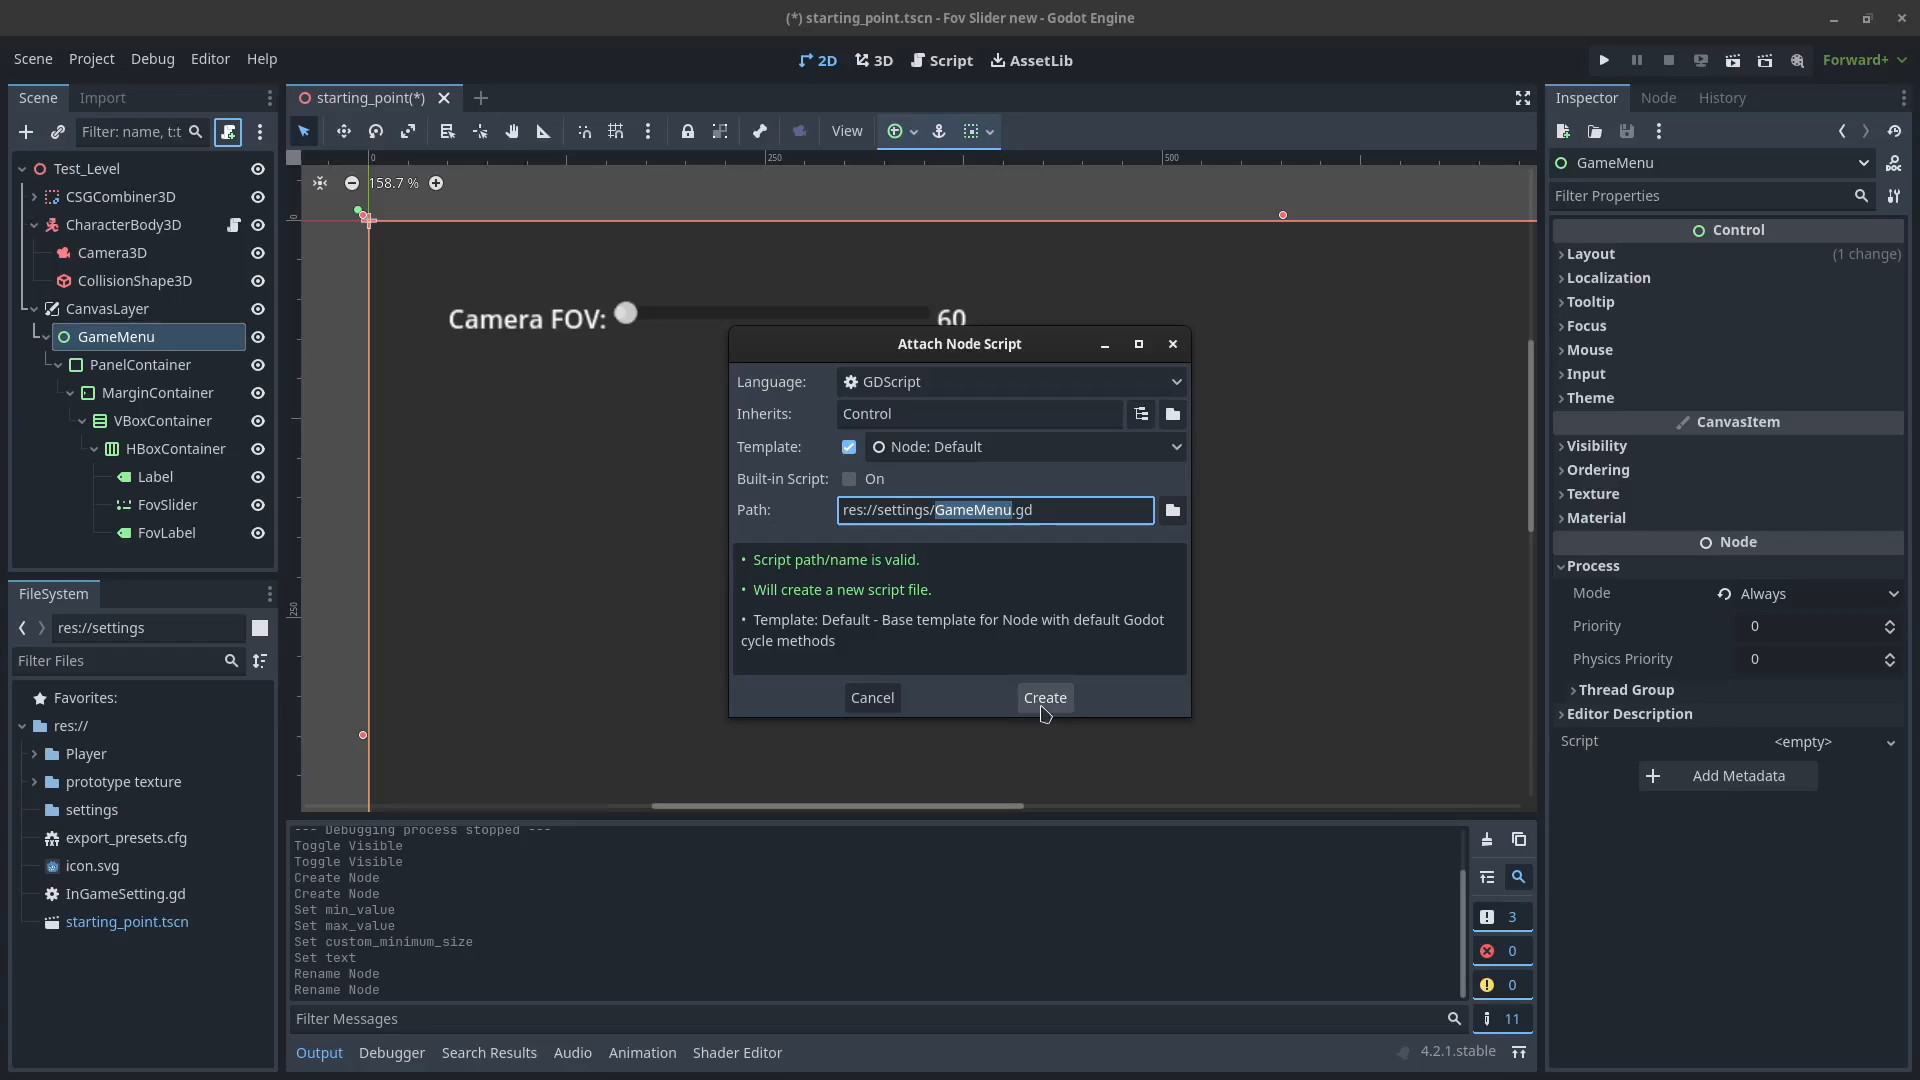 (*) starting_point.tscn - Fov Slider new - Godot Engine
Scene Project Debug Editor Help
2D 3D Script AssetLib
Forward+
Scene Import
Filter: name, t:t
Test_Level
CSGCombiner3D
CharacterBody3D
Camera3D
CollisionShape3D
CanvasLayer
GameMenu
PanelContainer
MarginContainer
VBoxContainer
HBoxContainer
Label
FovSlider
FovLabel
FileSystem
res://settings
Filter Files
Favorites:
res://
Player
prototype texture
settings
export_presets.cfg
icon.svg
InGameSetting.gd
starting_point.tscn
starting_point(*)
View
0 250 500
158.7 %
0
250
Camera FOV: 60
Attach Node Script
Language: GDScript
Inherits: Control
Template: Node: Default
Built-in Script: On
Path: res://settings/GameMenu.gd
• Script path/name is valid.
• Will create a new script file.
• Template: Default - Base template for Node with default Godot
cycle methods
Cancel Create
--- Debugging process stopped ---
Toggle Visible
Toggle Visible
Create Node
Create Node
Set min_value
Set max_value
Set custom_minimum_size
Set text
Rename Node
Rename Node
3
0
0
11
Filter Messages
Output Debugger Search Results Audio Animation Shader Editor
4.2.1.stable
Inspector Node History
GameMenu
Filter Properties
Control
Layout (1 change)
Localization
Tooltip
Focus
Mouse
Input
Theme
CanvasItem
Visibility
Ordering
Texture
Material
Node
Process
Mode Always
Priority 0
Physics Priority 0
Thread Group
Editor Description
Script <empty>
Add Metadata